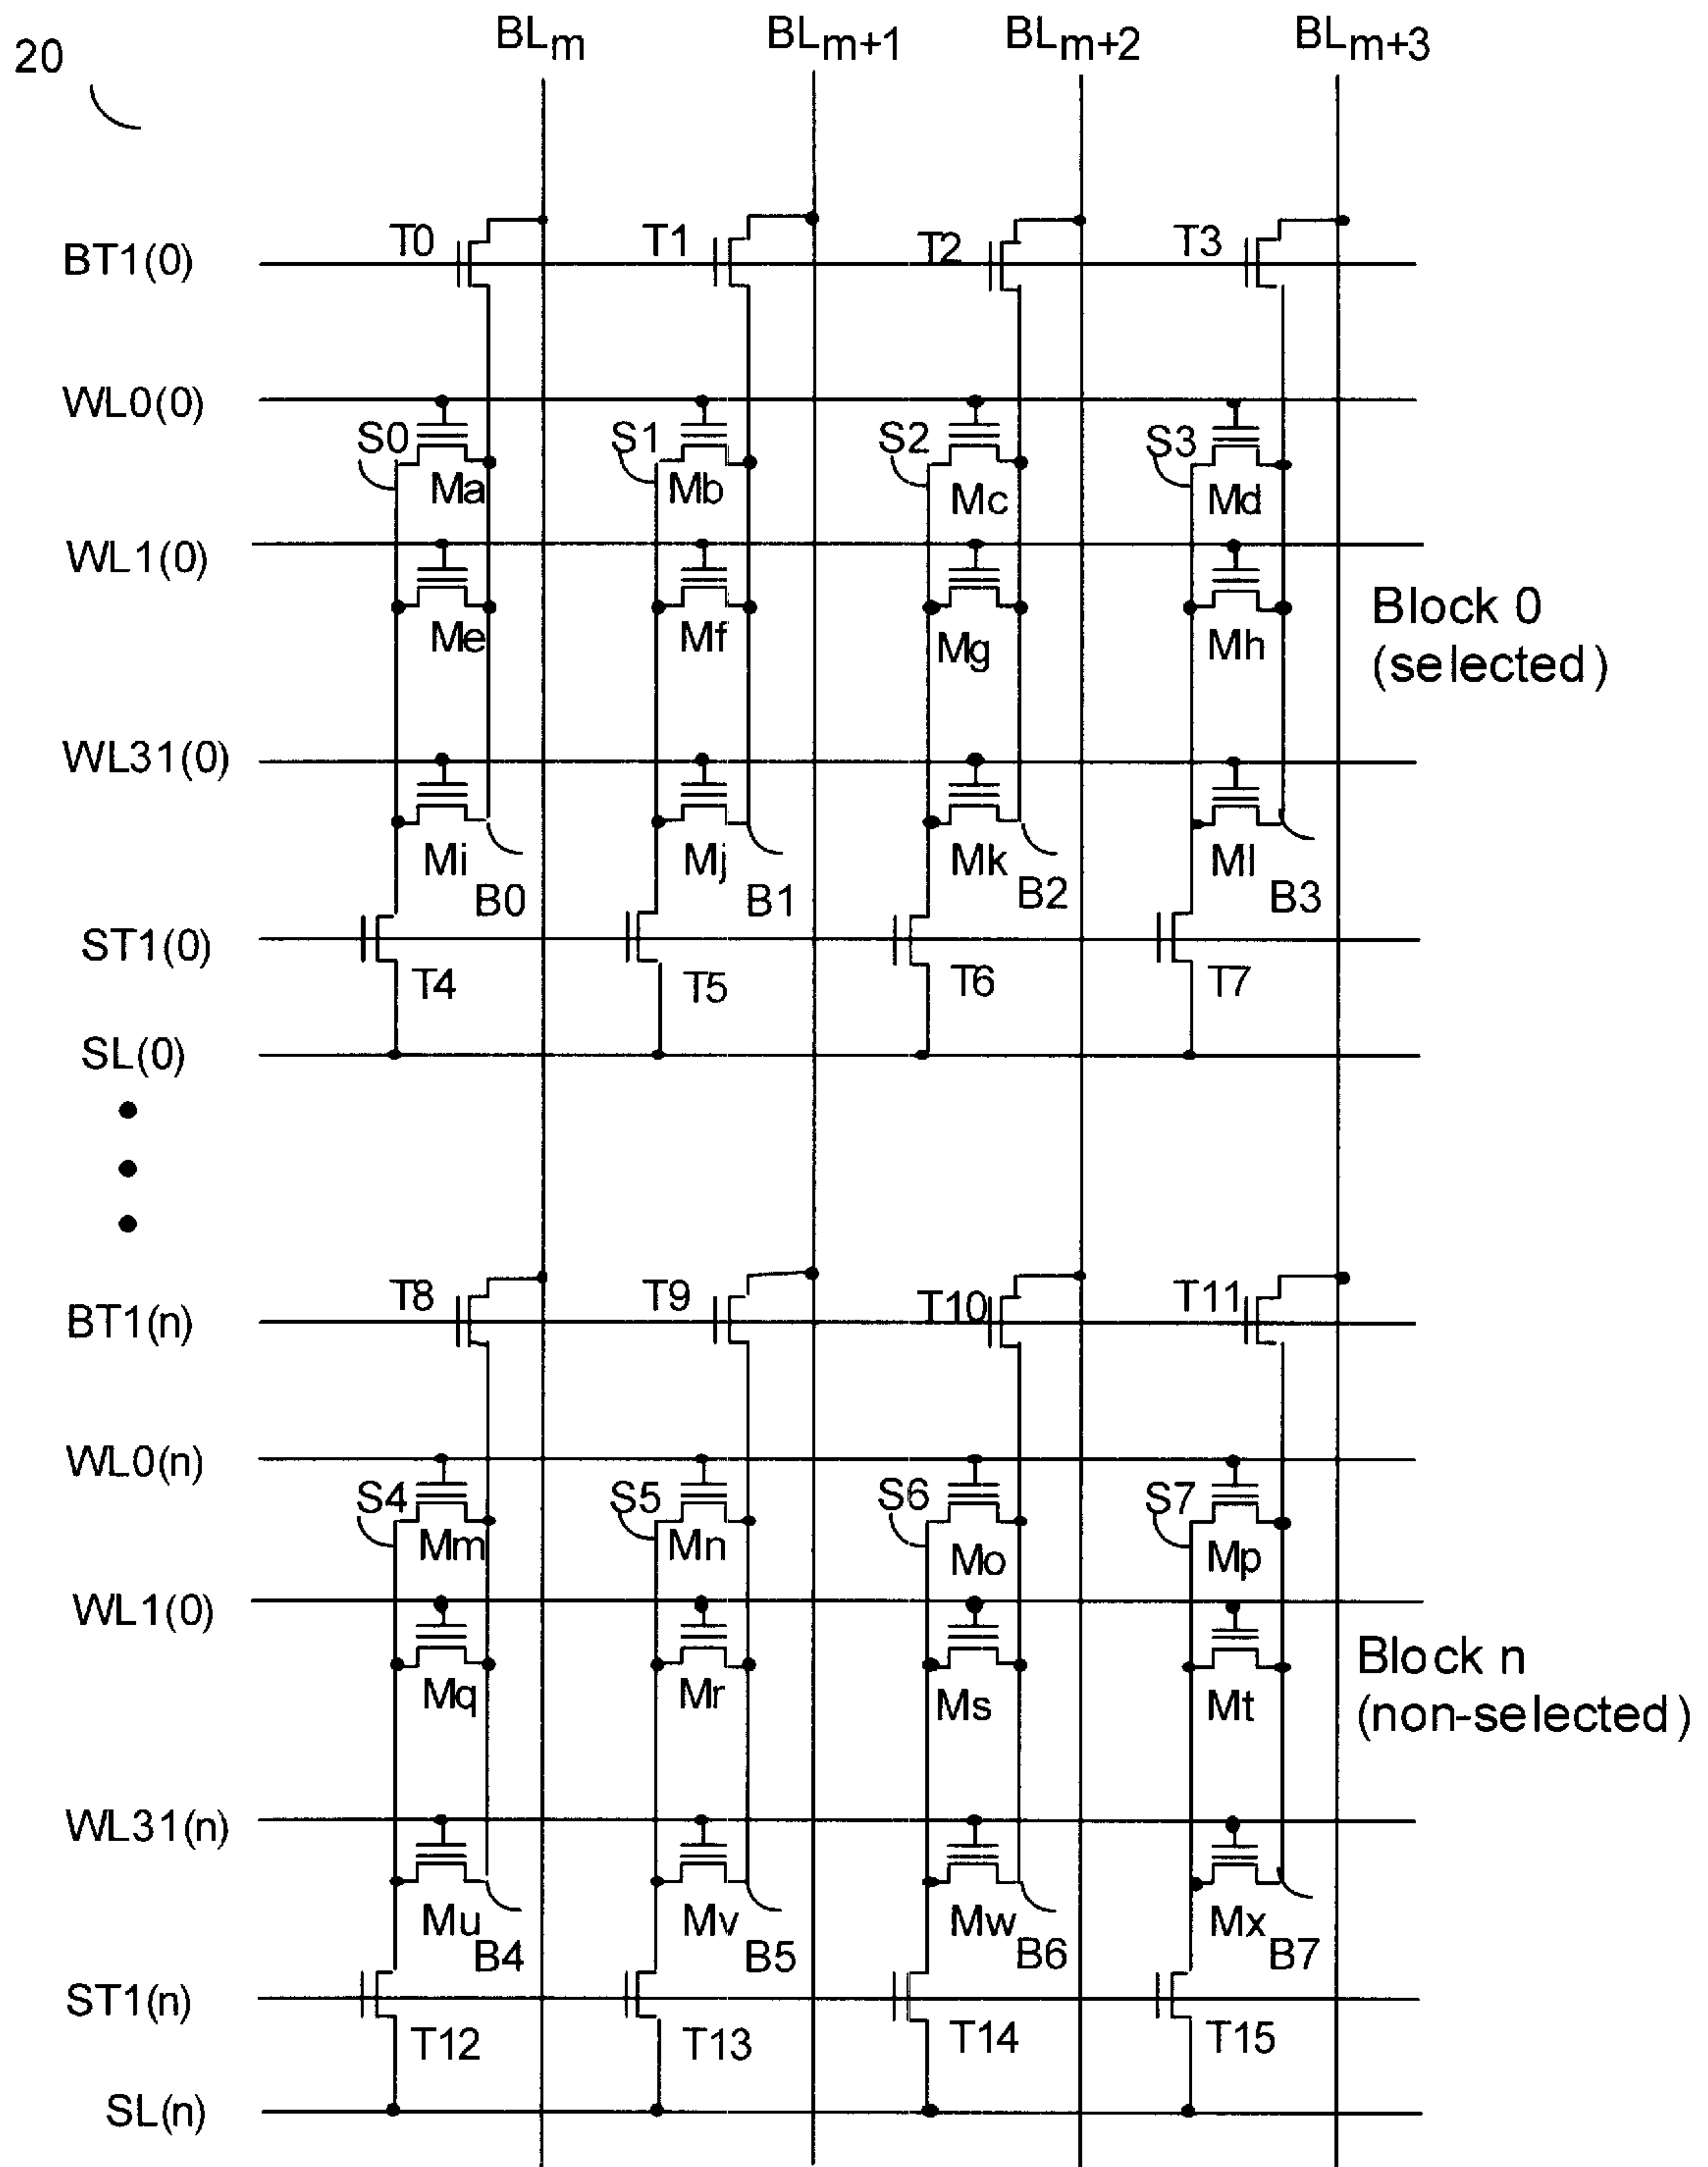 20
BLm BLm+1 BLm+2 BLm+3
BT1(0) T0 T1 T2 T3
WL0(0)
S0 S1 S2 S3
Ma Mb Mc Md
WL1(0)
Me Mf Mg Mh
Block 0
(selected)
WL31(0)
Mi Mj Mk Ml
B0 B1 B2 B3
ST1(0)
T4 T5 T6 T7
SL(0)
BT1(n) T8 T9 T10 T11
WL0(n)
S4 S5 S6 S7
Mm Mn Mo Mp
WL1(0)
Mq Mr Ms Mt
Block n
(non-selected)
WL31(n)
Mu Mv Mw Mx
B4 B5 B6 B7
ST1(n)
T12 T13 T14 T15
SL(n)